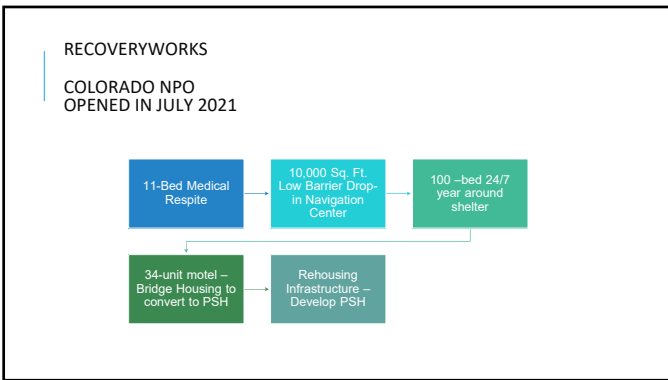 RECOVERYWORKS
COLORADO NPO
OPENED IN JULY 2021
11-Bed Medical
Respite
10,000 Sq. Ft.
Low Barrier Drop-
in Navigation
Center
100 –bed 24/7
year around
shelter
34-unit motel –
Bridge Housing to
convert to PSH
Rehousing
Infrastructure –
Develop PSH